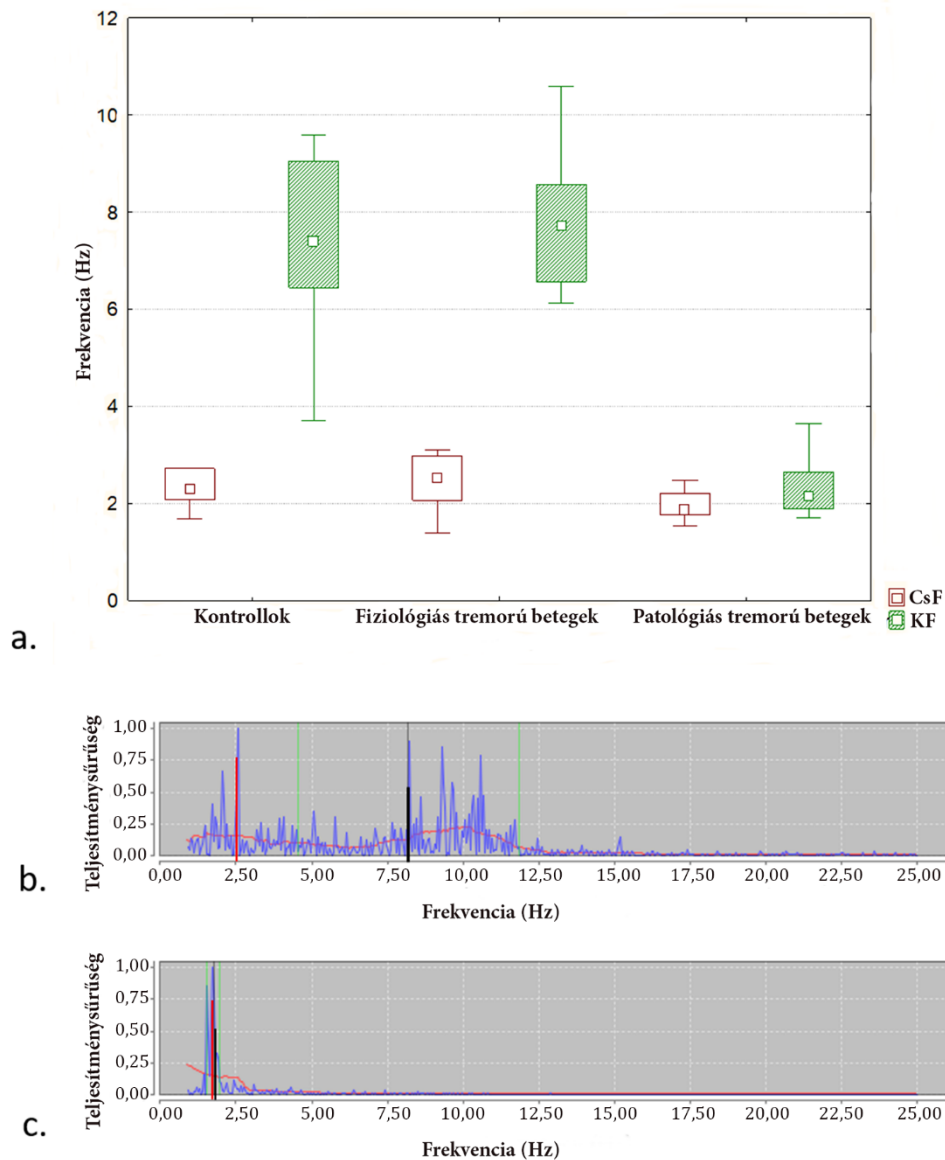 12
10
8
6
4
2
0
Frekvencia (Hz)
Kontrollok
Fiziológiás tremorú betegek
Patológiás tremorú betegek
CsF
KF
a.
Teljesítménysűrűség
1,00
0,75
0,50
0,25
0,00
0,00 2,50 5,00 7,50 10,00 12,50 15,00 17,50 20,00 22,50 25,00
Frekvencia (Hz)
b.
Teljesítménysűrűség
1,00
0,75
0,50
0,25
0,00
0,00 2,50 5,00 7,50 10,00 12,50 15,00 17,50 20,00 22,50 25,00
Frekvencia (Hz)
c.